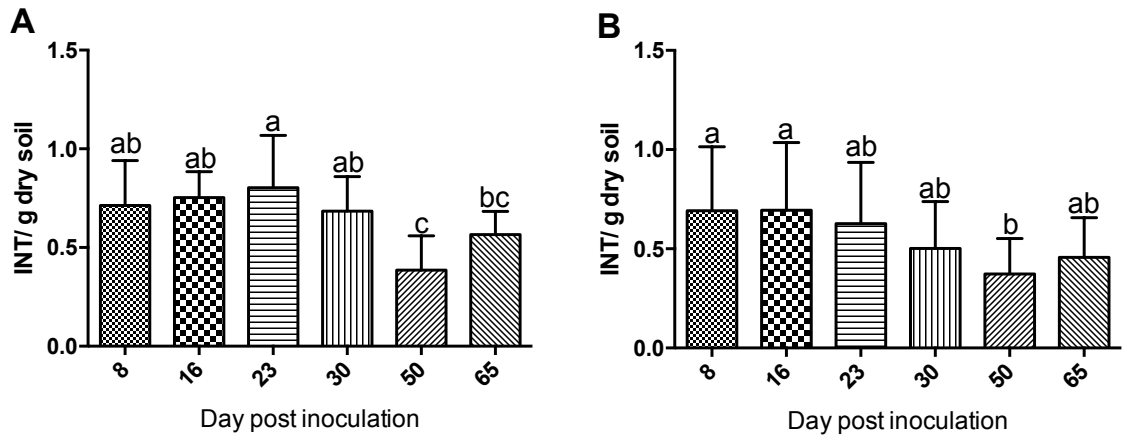 A
INT/ g dry soil
1.5
1.0
0.5
0.0
ab
ab
a
ab
c
bc
8
16
23
30
50
65
Day post inoculation
B
INT/ g dry soil
1.5
1.0
0.5
0.0
a
a
ab
ab
b
ab
8
16
23
30
50
65
Day post inoculation